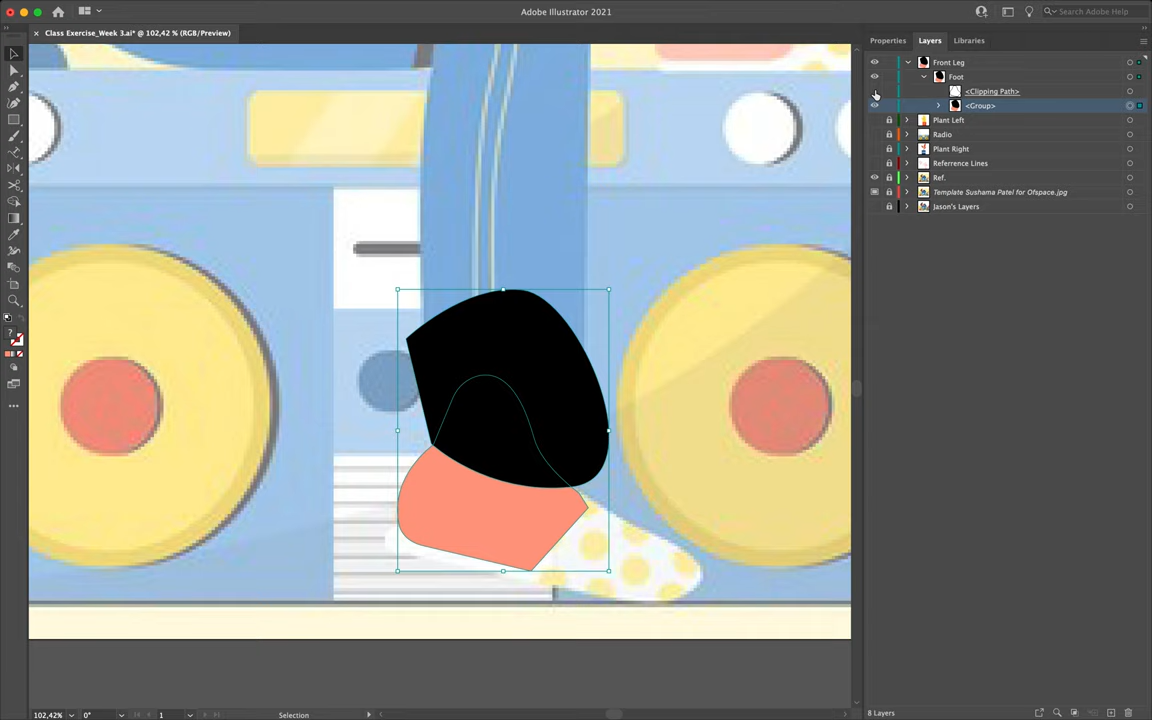 Adobe Illustrator 2021
Search Adobe Help
× Class Exercise_Week 3.ai* @ 102,42 % (RGB/Preview)
Properties
Layers
Libraries
Front Leg
Foot
<Clipping Path>
<Group>
Plant Left
Radio
Plant Right
Referrence Lines
Ref.
Template Sushama Patel for Ofspace.jpg
Jason's Layers
?
102,42%
0°
1
Selection
8 Layers